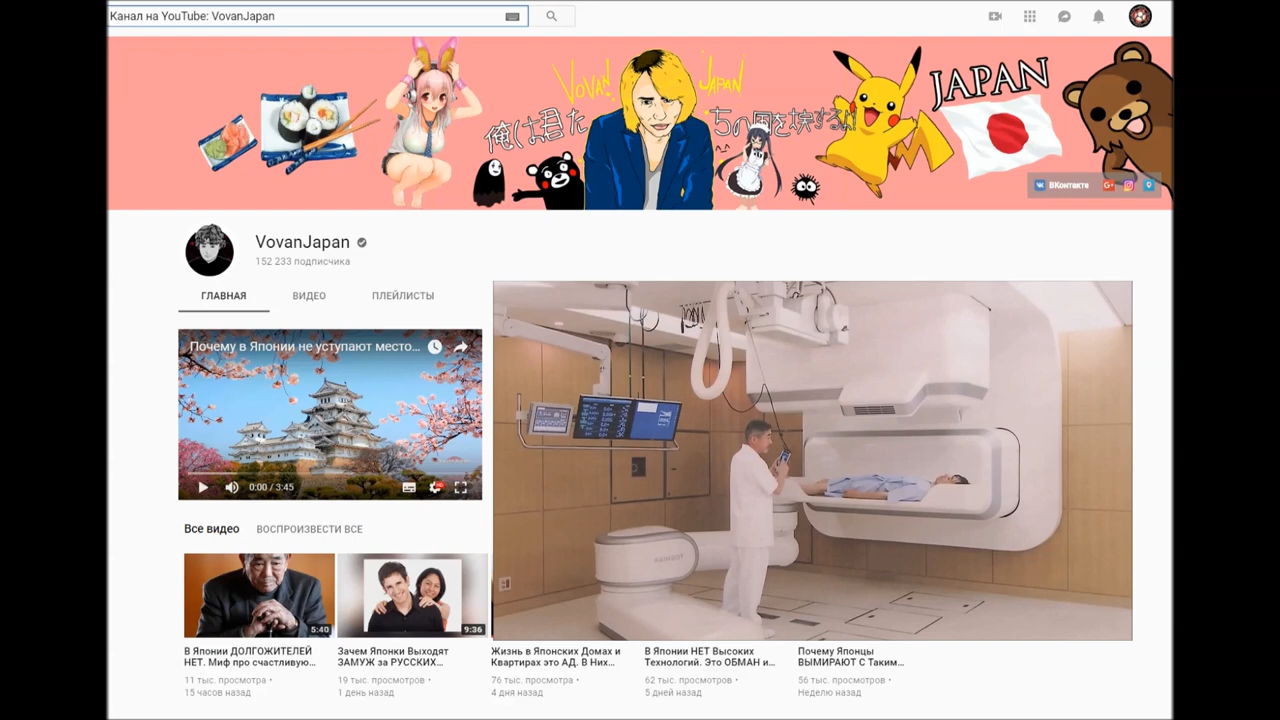 Канал на YouTube: VovanJapan
VOVAN JAPAN
JAPAN
俺は君た
ちの国を
ВКонтакте
G+
VovanJapan
152 233 подписчика
ГЛАВНАЯ ВИДЕО ПЛЕЙЛИСТЫ
Почему в Японии не уступают место...
0:00 / 3:45
Все видео ВОСПРОИЗВЕСТИ ВСЕ
5:40
9:36
В Японии ДОЛГОЖИТЕЛЕЙ
НЕТ. Миф про счастливую...
11 тыс. просмотра •
15 часов назад
Зачем Японки Выходят
ЗАМУЖ за РУССКИХ...
19 тыс. просмотров •
1 день назад
Жизнь в Японских Домах и
Квартирах это АД. В Них...
76 тыс. просмотра •
4 дня назад
В Японии НЕТ Высоких
Технологий. Это ОБМАН и...
62 тыс. просмотров •
5 дней назад
Почему Японцы
ВЫМИРАЮТ С Таким...
56 тыс. просмотров •
Неделю назад